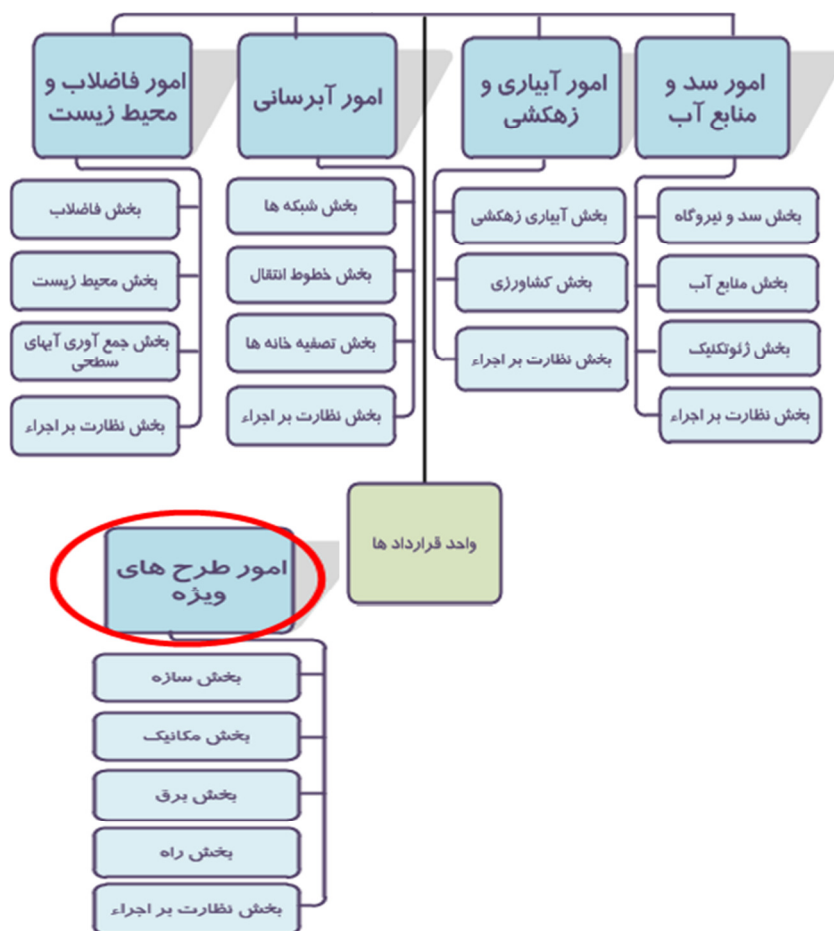 امور سد و
منابع آب
بخش سد و نیروگاه
بخش منابع آب
بخش ژئوتکنیک
بخش نظارت بر اجراء
امور آبیاری و
زهکشی
بخش آبیاری زهکشی
بخش کشاورزی
بخش نظارت بر اجراء
امور آبرسانی
بخش شبکه ها
بخش خطوط انتقال
بخش تصفیه خانه ها
بخش نظارت بر اجراء
امور فاضلاب و
محیط زیست
بخش فاضلاب
بخش محیط زیست
بخش جمع آوری آبهای
سطحی
بخش نظارت بر اجراء
واحد قرارداد ها
امور طرح های
ویژه
بخش سازه
بخش مکانیک
بخش برق
بخش راه
بخش نظارت بر اجراء